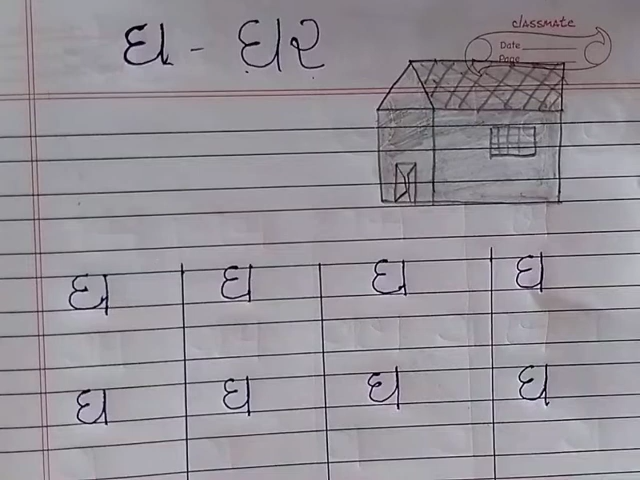 classmate
Date
Page
ઘ - ઘર
ઘ ઘ ઘ ઘ
ઘ ઘ ઘ ઘ